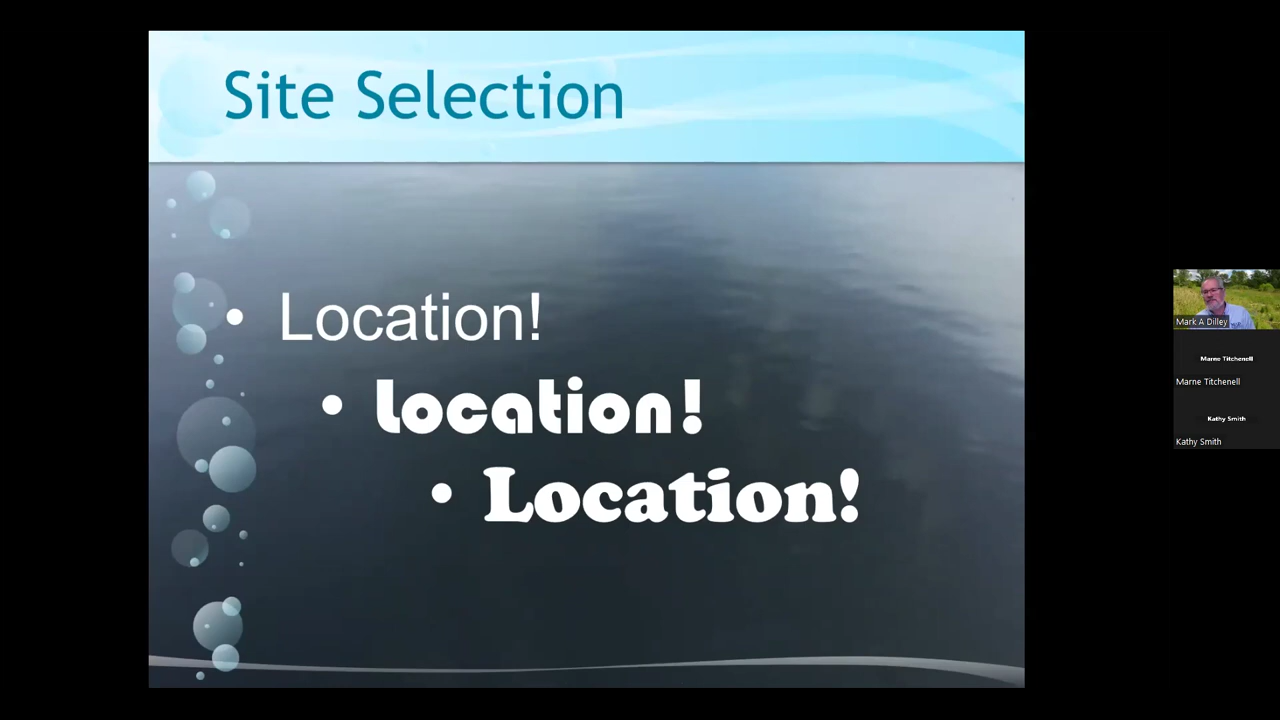 Site Selection
• Location!
• Location!
• Location!
Mark A Dilley
Marne Titchenell
Marne Titchenell
Kathy Smith
Kathy Smith